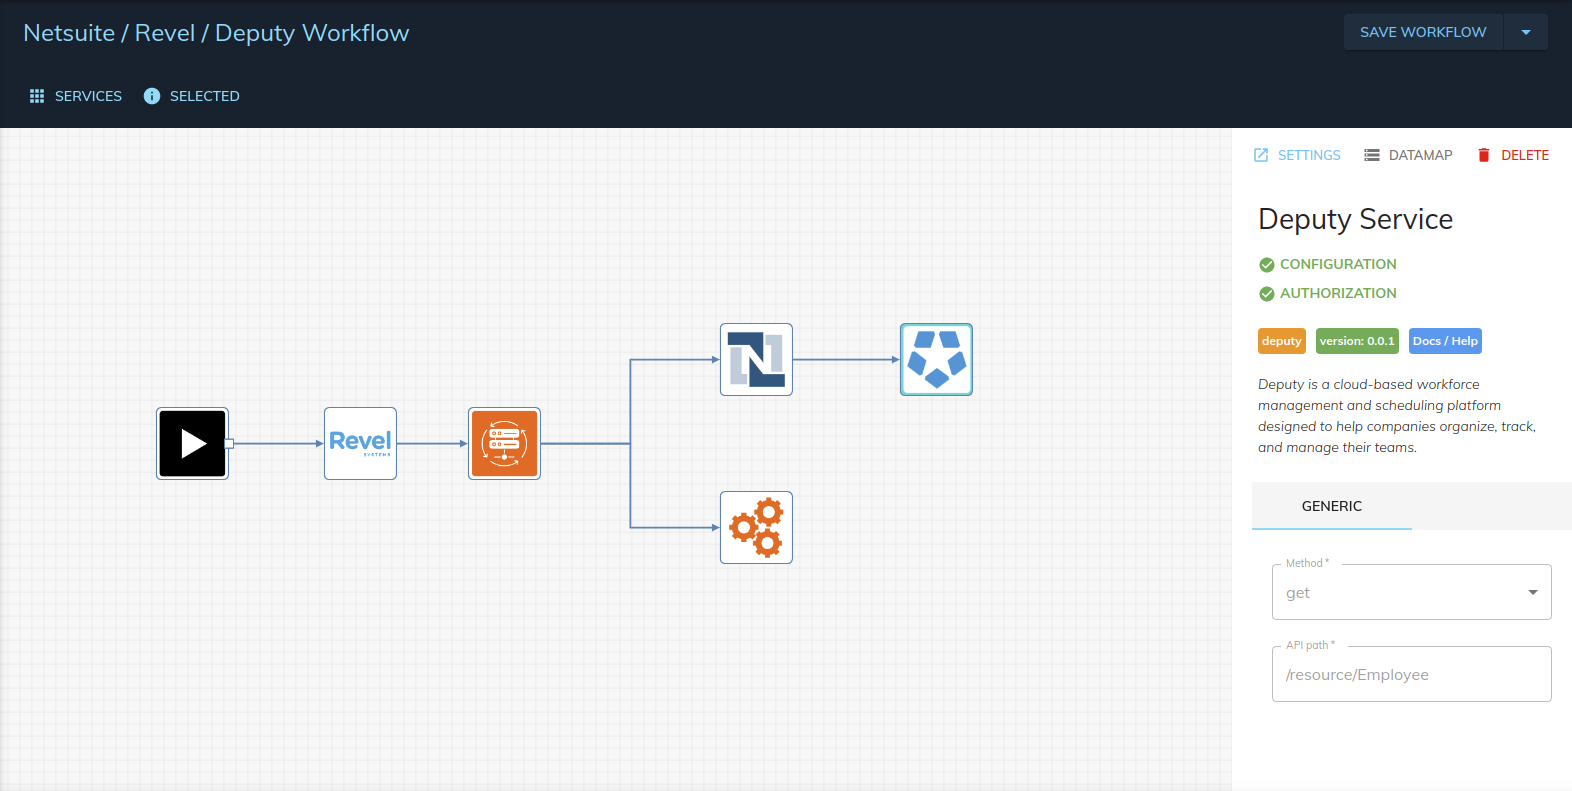 Netsuite / Revel / Deputy Workflow
SAVE WORKFLOW
SERVICES
SELECTED
SETTINGS
DATAMAP
DELETE
Deputy Service
CONFIGURATION
AUTHORIZATION
deputy
version: 0.0.1
Docs / Help
Deputy is a cloud-based workforce
management and scheduling platform
designed to help companies organize, track,
and manage their teams.
Revel
SYSTEMS
N
GENERIC
Method *
get
API path *
/resource/Employee